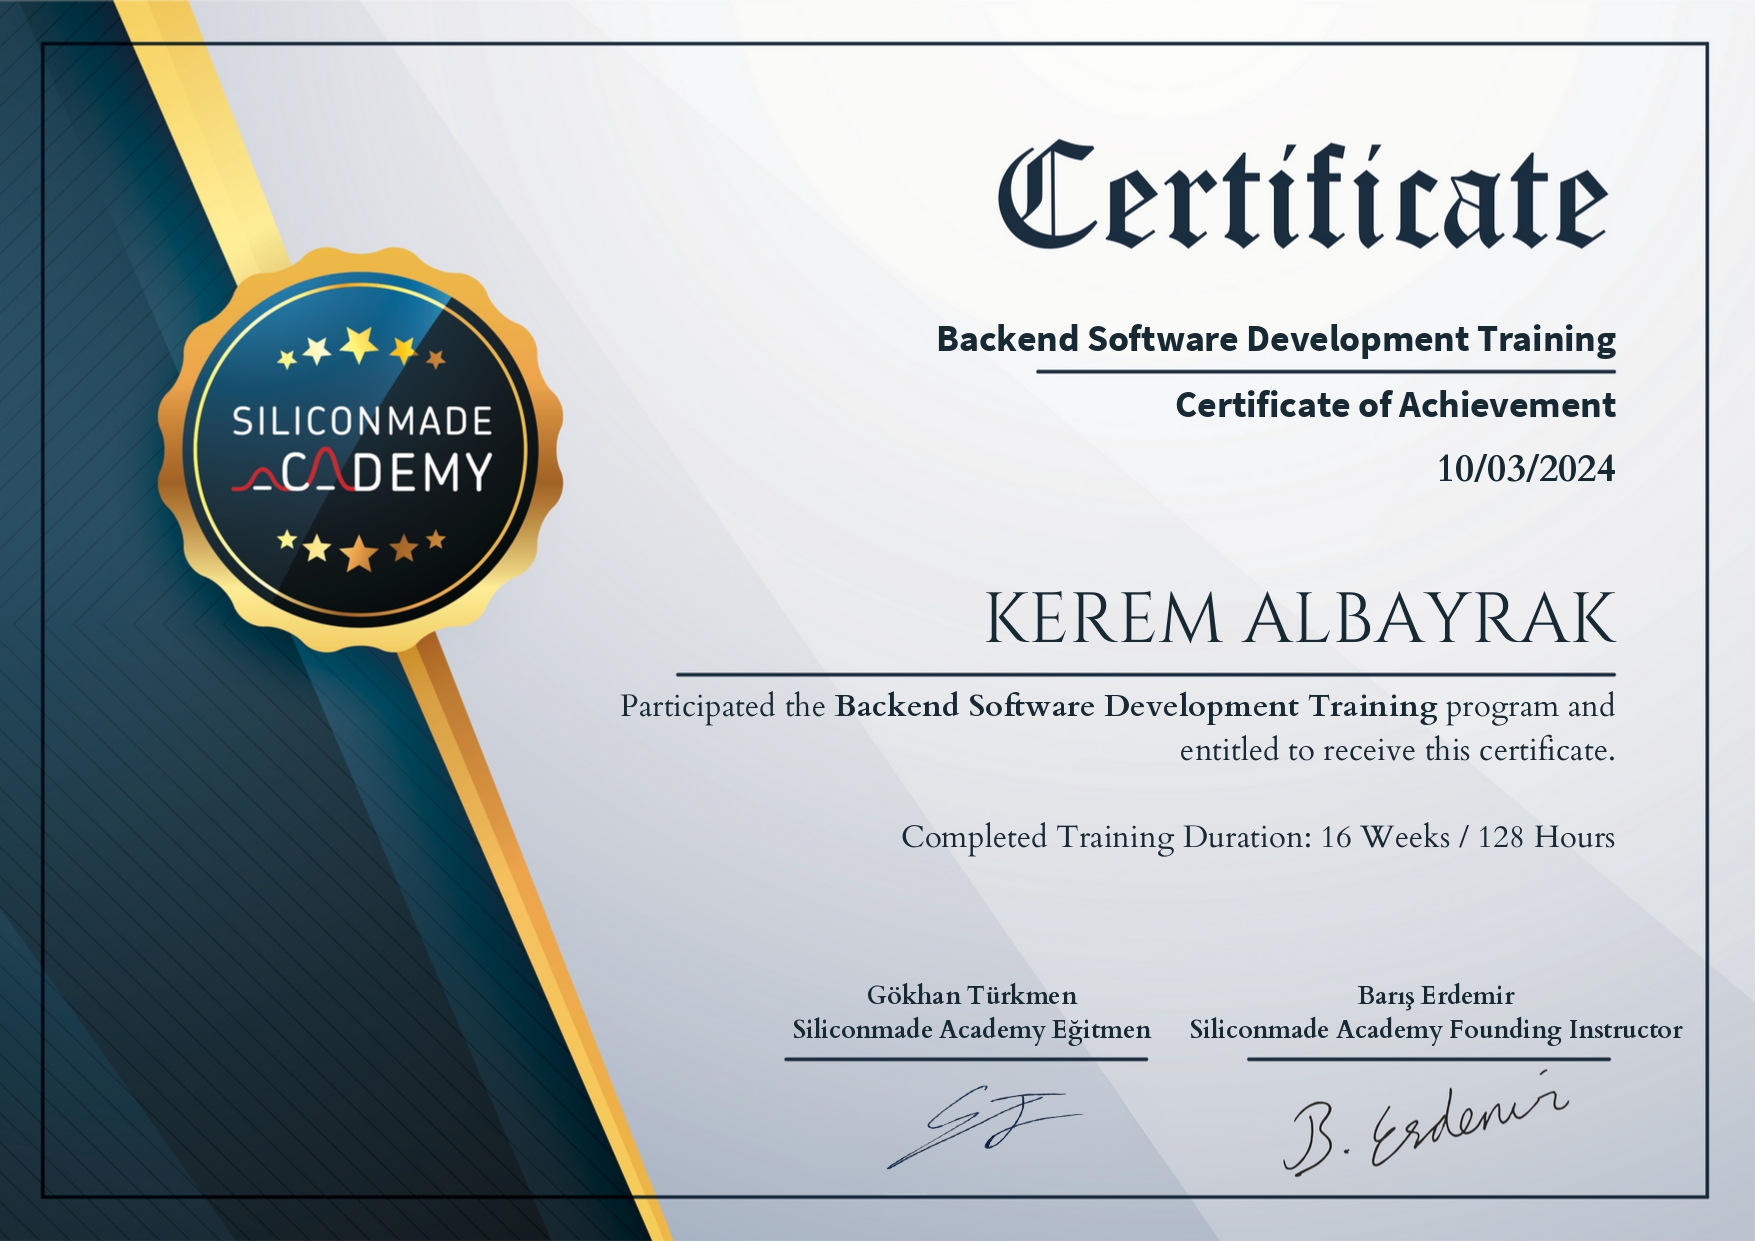 Certificate
Backend Software Development Training
Certificate of Achievement
10/03/2024
SILICONMADE
ACADEMY
KEREM ALBAYRAK
Participated the Backend Software Development Training program and
entitled to receive this certificate.
Completed Training Duration: 16 Weeks / 128 Hours
Gökhan Türkmen
Siliconmade Academy Eğitmen
Barış Erdemir
Siliconmade Academy Founding Instructor
B. Erdemir